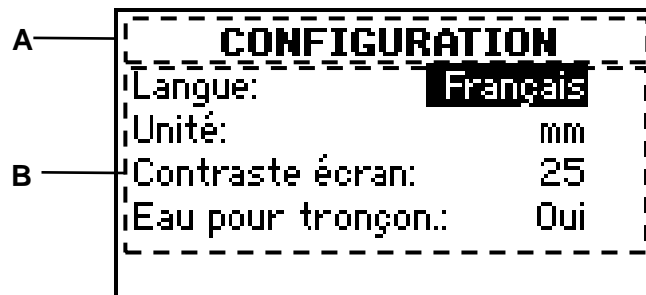 A
CONFIGURATION
Langue: Français
Unité: mm
B
Contraste écran: 25
Eau pour tronçon.: Oui